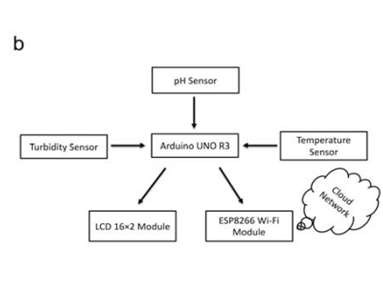 b
pH Sensor
Turbidity Sensor
Arduino UNO R3
Temperature
Sensor
Cloud
Network
LCD 16×2 Module
ESP8266 Wi-Fi
Module